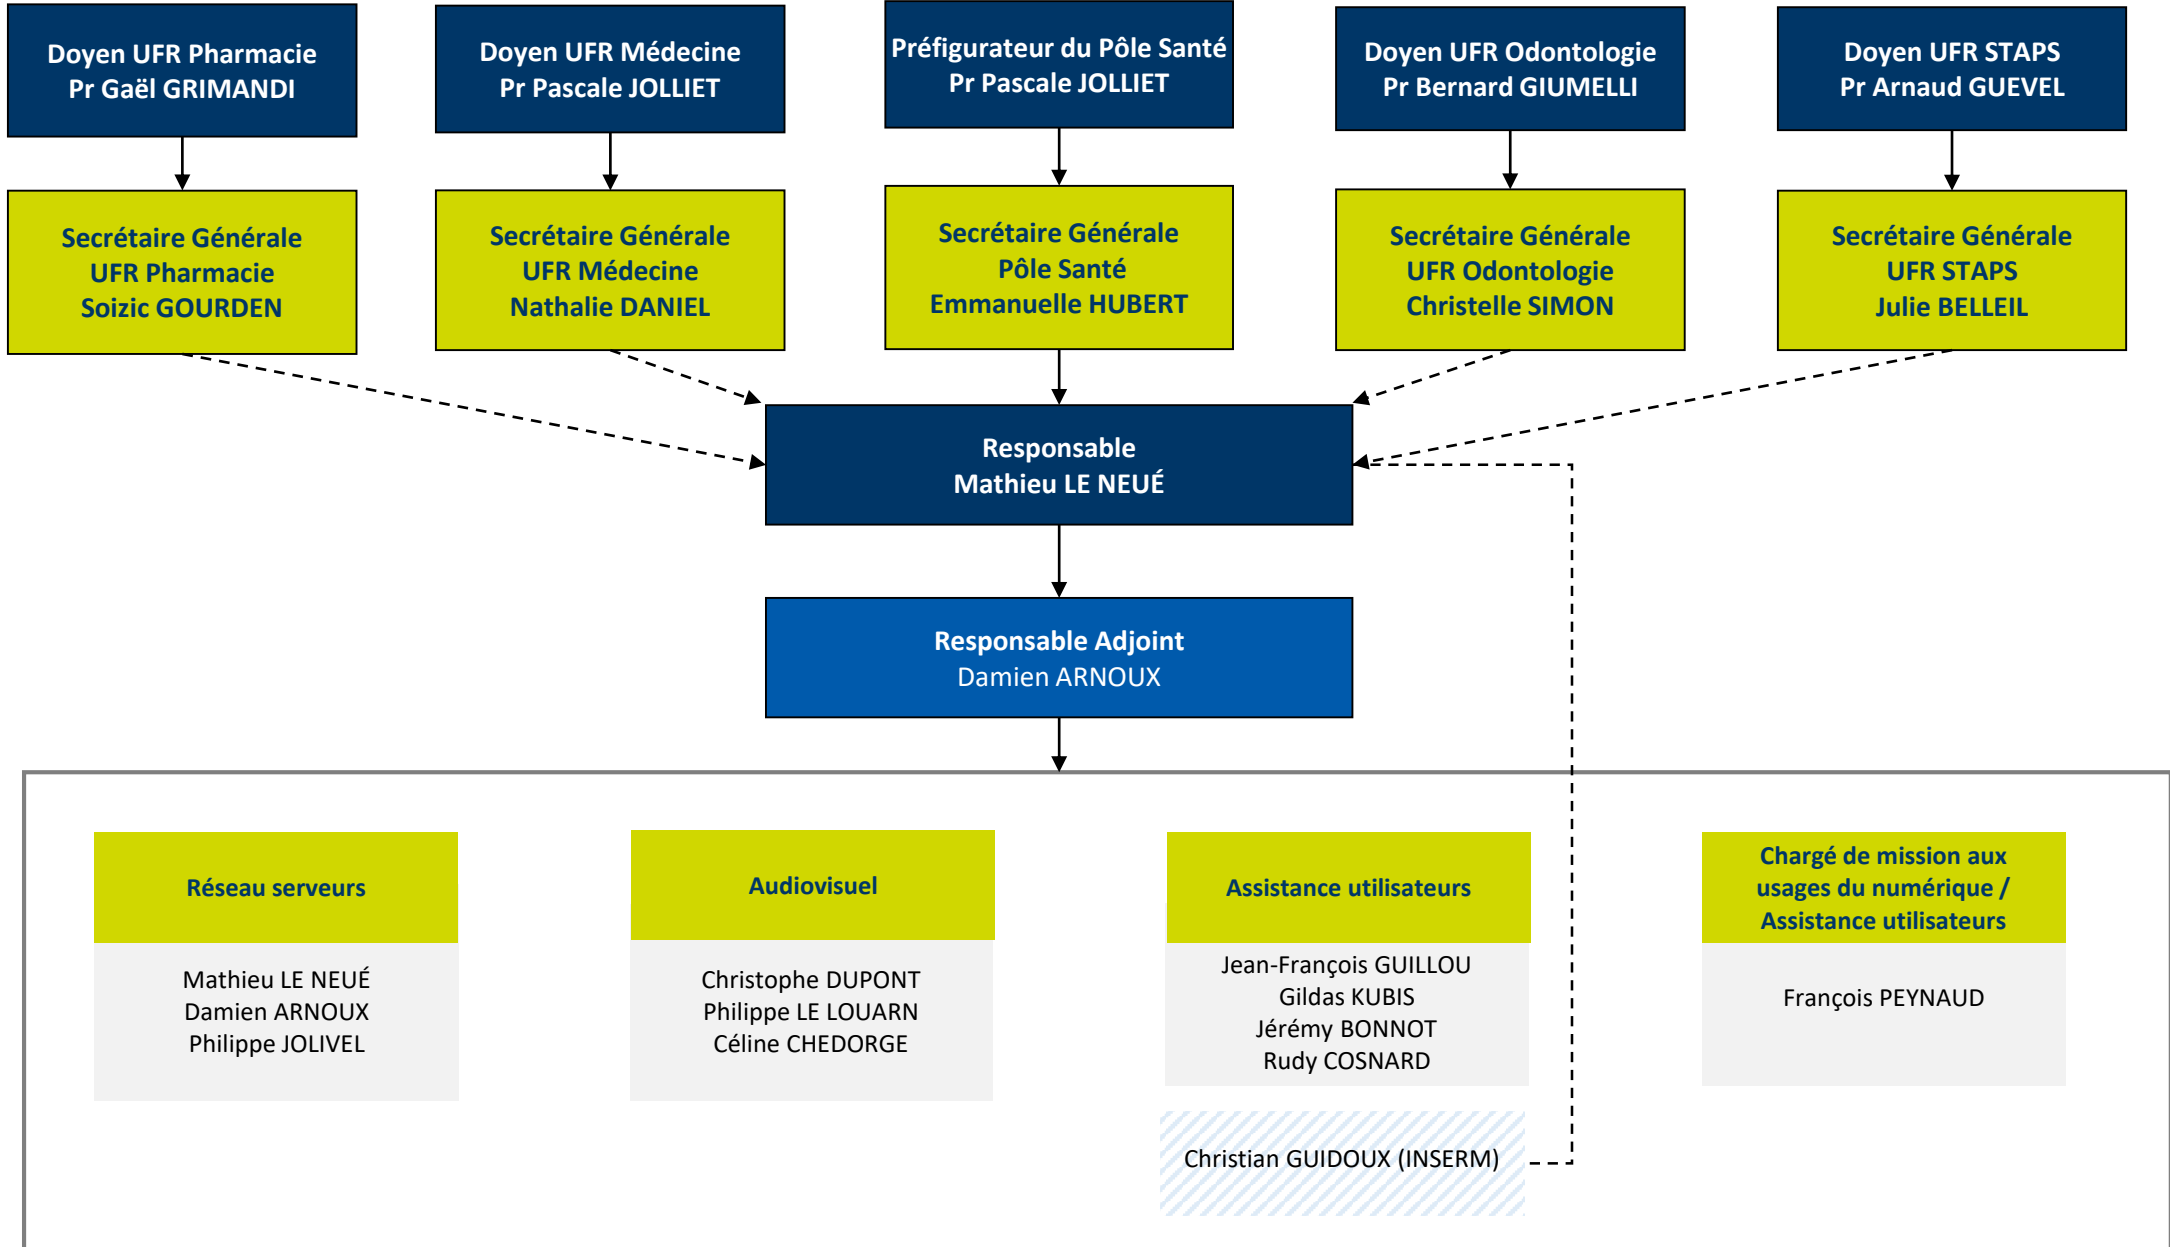 Doyen UFR Pharmacie
Pr Gaël GRIMANDI
Doyen UFR Médecine
Pr Pascale JOLLIET
Préfigurateur du Pôle Santé
Pr Pascale JOLLIET
Doyen UFR Odontologie
Pr Bernard GIUMELLI
Doyen UFR STAPS
Pr Arnaud GUEVEL
Secrétaire Générale
UFR Pharmacie
Soizic GOURDEN
Secrétaire Générale
UFR Médecine
Nathalie DANIEL
Secrétaire Générale
Pôle Santé
Emmanuelle HUBERT
Secrétaire Générale
UFR Odontologie
Christelle SIMON
Secrétaire Générale
UFR STAPS
Julie BELLEIL
Responsable
Mathieu LE NEUÉ
Responsable Adjoint
Damien ARNOUX
Réseau serveurs
Mathieu LE NEUÉ
Damien ARNOUX
Philippe JOLIVEL
Audiovisuel
Christophe DUPONT
Philippe LE LOUARN
Céline CHEDORGE
Assistance utilisateurs
Jean-François GUILLOU
Gildas KUBIS
Jérémy BONNOT
Rudy COSNARD
Christian GUIDOUX (INSERM)
Chargé de mission aux
usages du numérique /
Assistance utilisateurs
François PEYNAUD